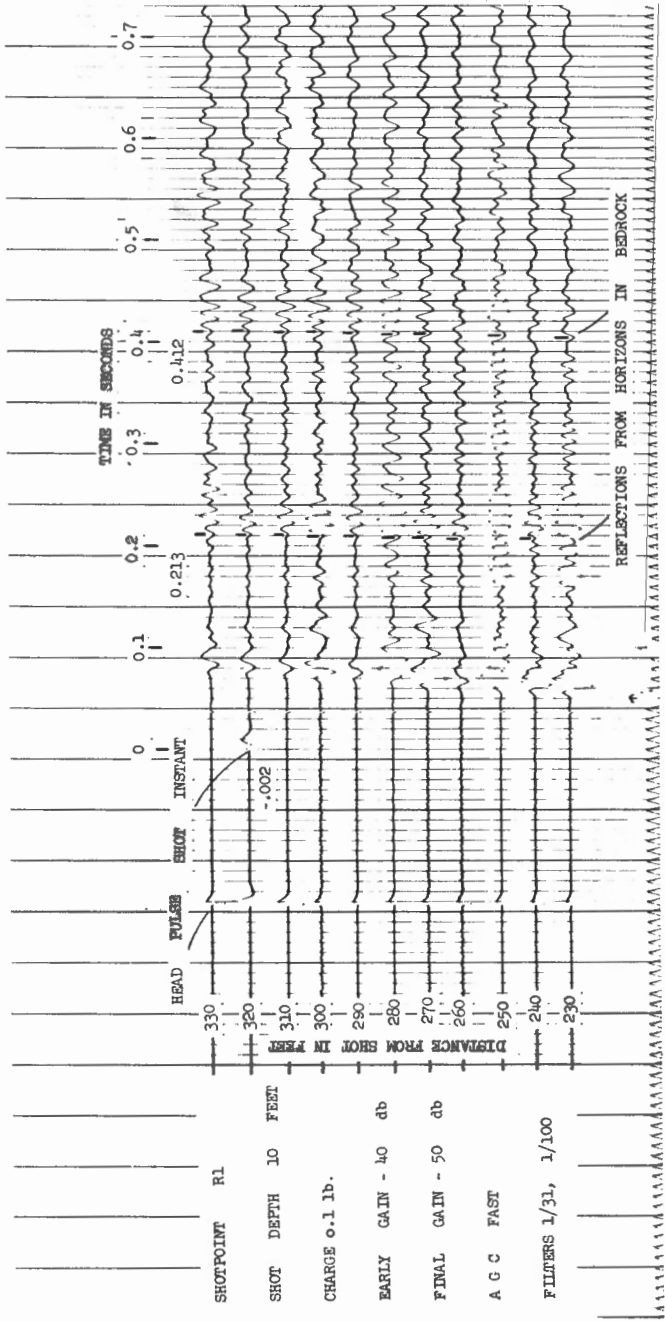 SHOTPOINT R1
SHOT DEPTH 10 FEET
CHARGE 0.1 lb.
EARLY GAIN - 40 db
FINAL GAIN - 50 db
A G C FAST
FILTERS 1/31, 1/100
DISTANCE FROM SHOT IN FEET
330
320
310
300
290
280
270
260
250
240
230
HEAD PULSE
SHOT INSTANT
-.002
TIME IN SECONDS
0
0.1
0.2
0.3
0.4
0.5
0.6
0.7
0.213
0.412
REFLECTIONS FROM HORIZONS IN BEDROCK